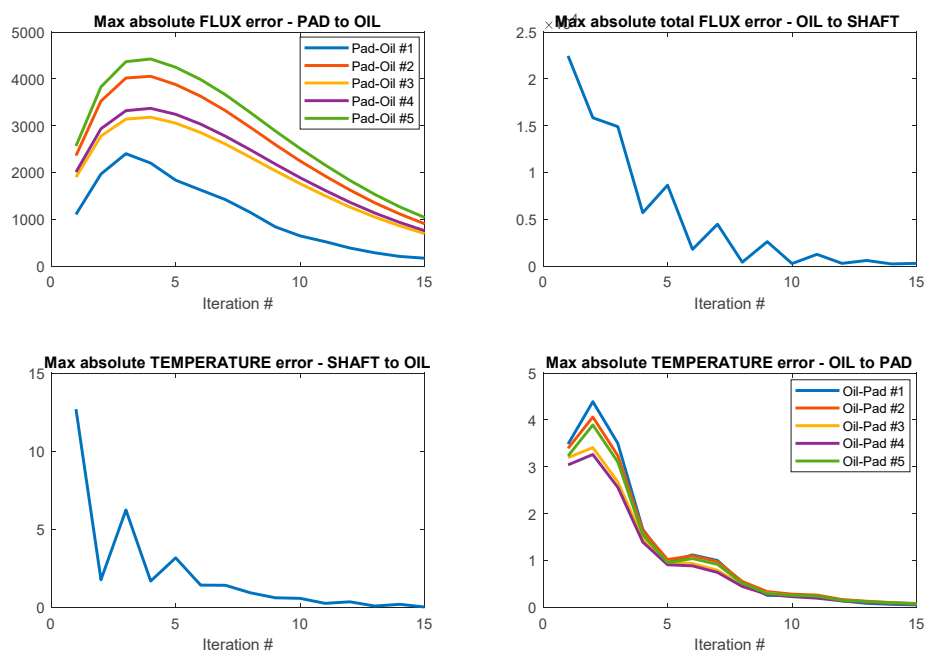 Max absolute FLUX error - PAD to OIL
5000
4000
3000
2000
1000
0
0 5 10 15
Iteration #
Pad-Oil #1
Pad-Oil #2
Pad-Oil #3
Pad-Oil #4
Pad-Oil #5
Max absolute total FLUX error - OIL to SHAFT
2.5
2
1.5
1
0.5
0
0 5 10 15
Iteration #
Max absolute TEMPERATURE error - SHAFT to OIL
15
10
5
0
0 5 10 15
Iteration #
Max absolute TEMPERATURE error - OIL to PAD
5
4
3
2
1
0
0 5 10 15
Iteration #
Oil-Pad #1
Oil-Pad #2
Oil-Pad #3
Oil-Pad #4
Oil-Pad #5